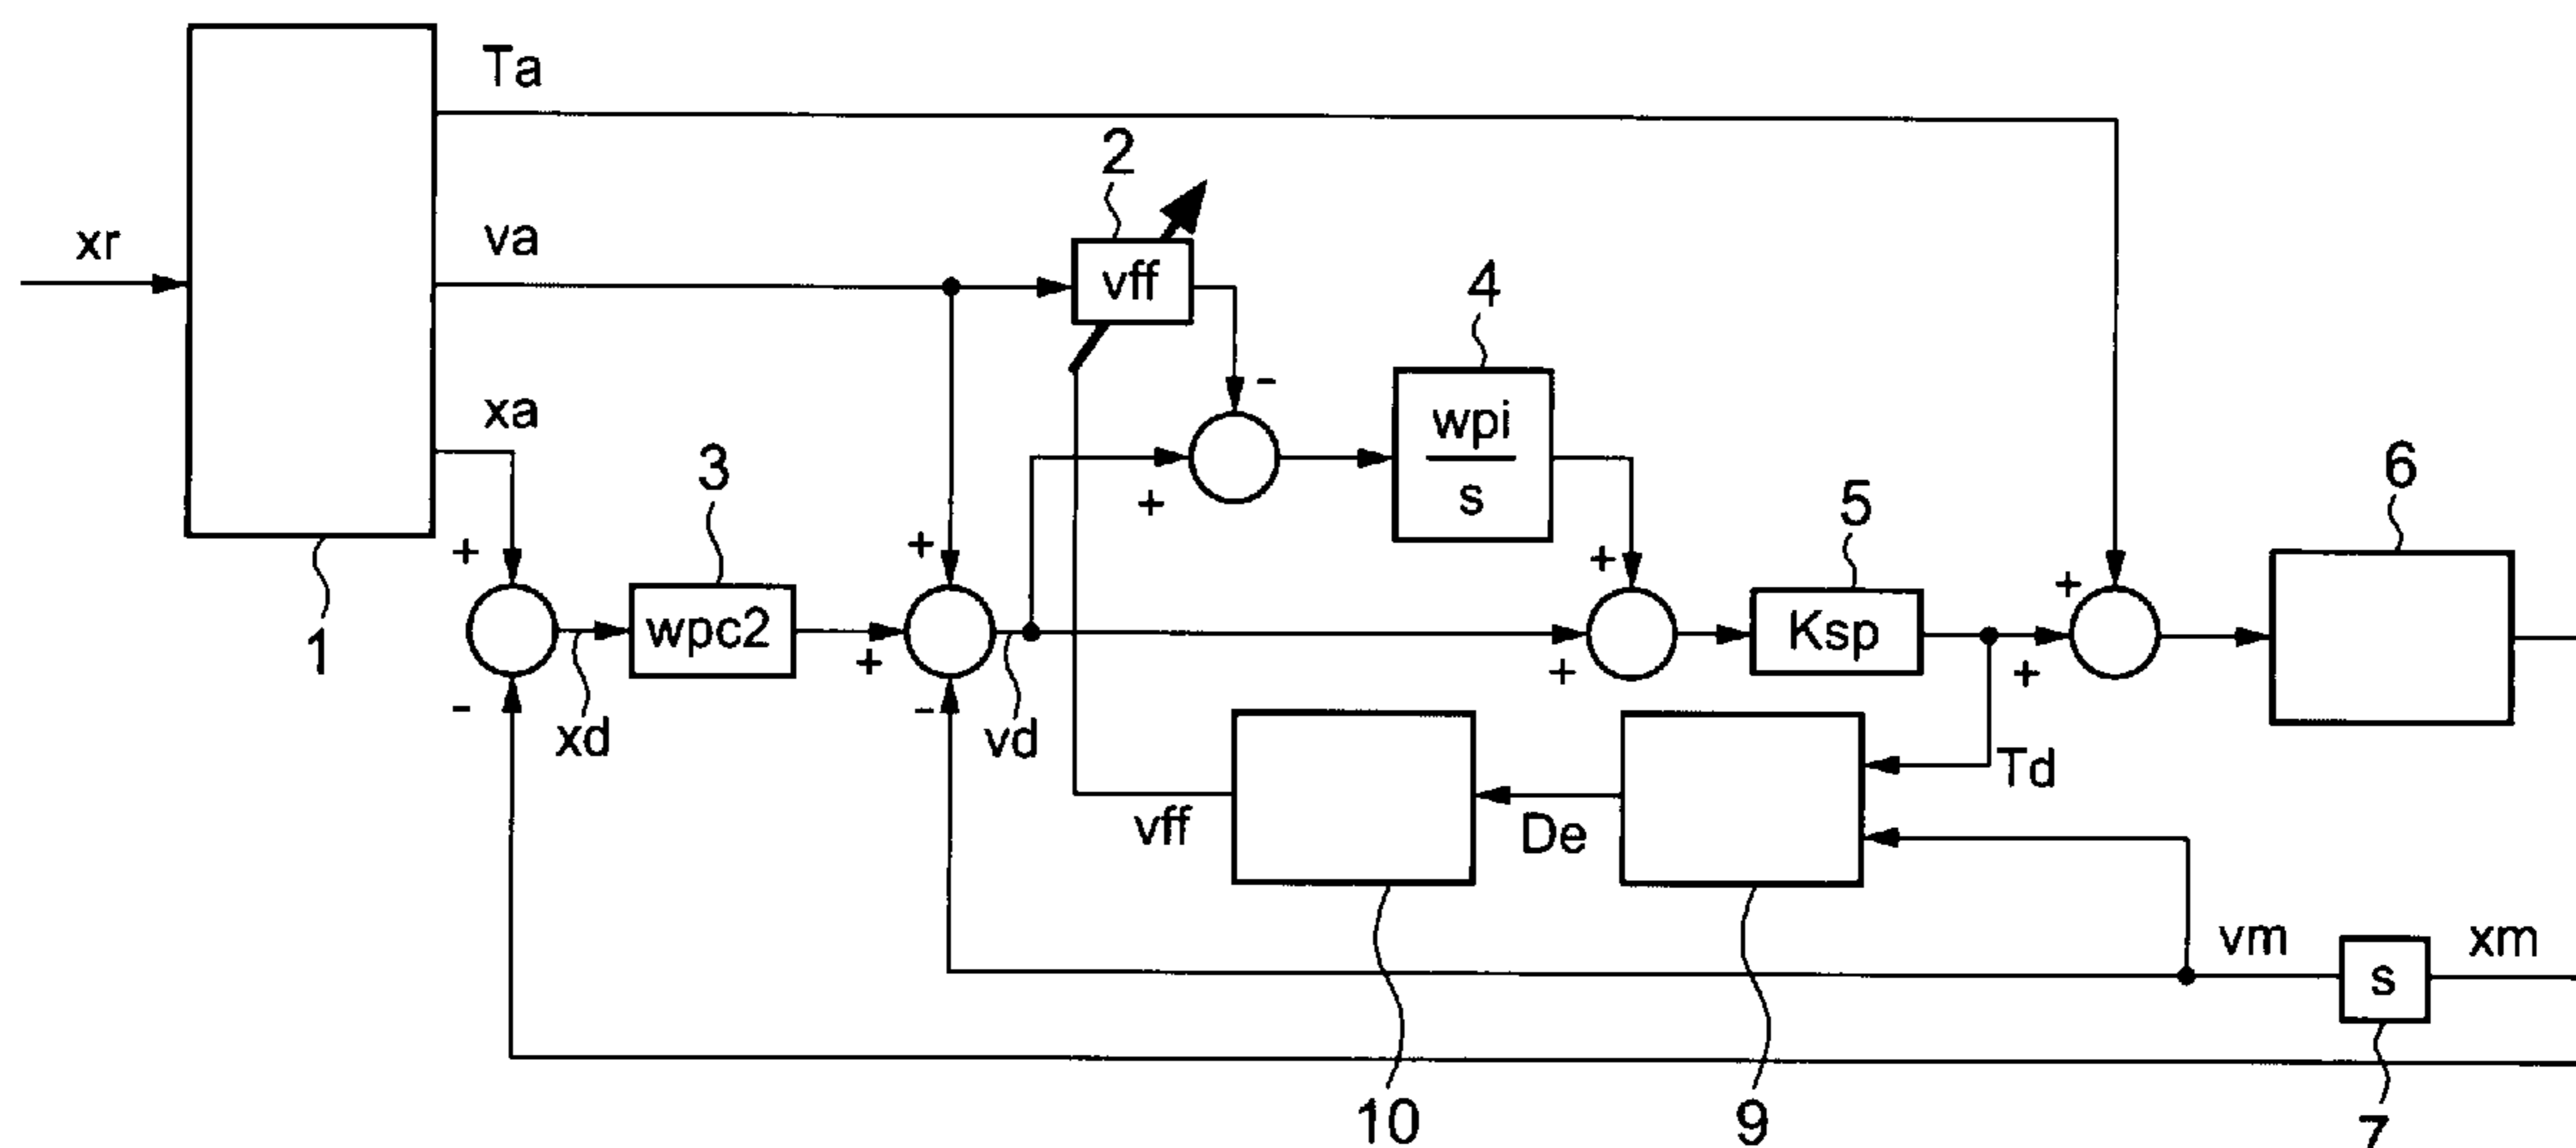 Ta
2
xr
va
vff
-
4
xa
wpi
s
+
3
5
6
+
+
+
+
wpc2
Ksp
+
+
+
-
xd
-
vd
Td
vff
De
vm
xm
s
1
10
9
7